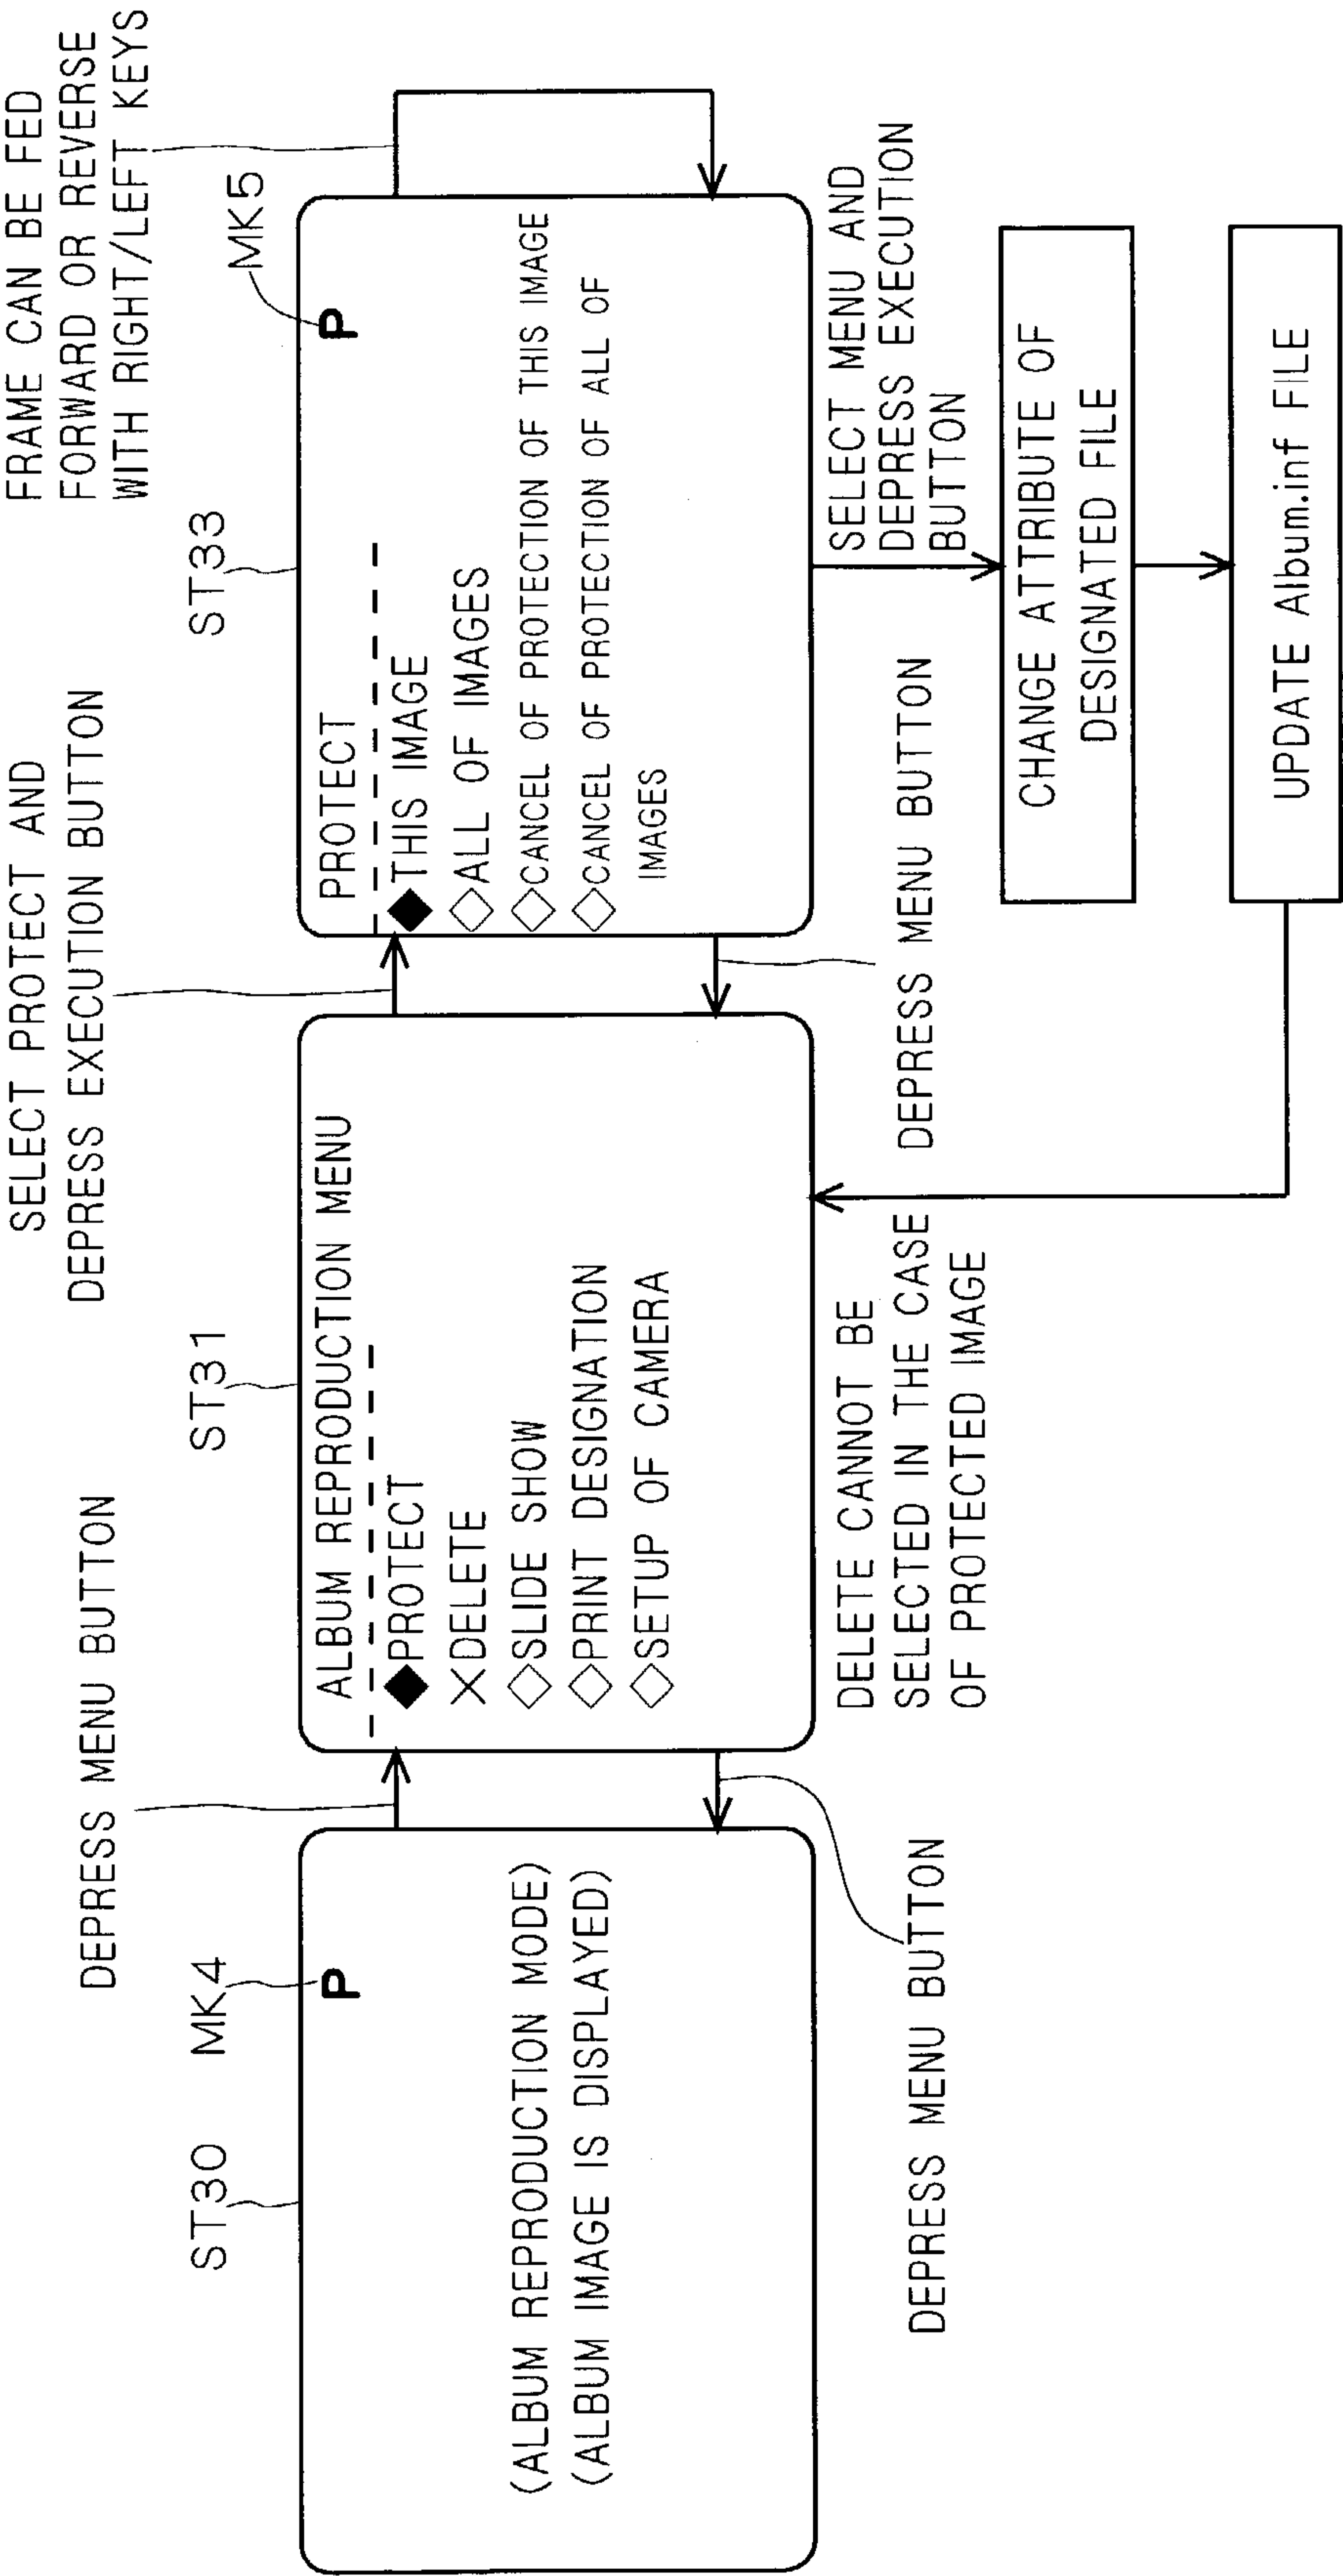 DEPRESS MENU BUTTON
ST30
MK4
P
(ALBUM REPRODUCTION MODE)
(ALBUM IMAGE IS DISPLAYED)
DEPRESS MENU BUTTON
ST31
ALBUM REPRODUCTION MENU
◆PROTECT
×DELETE
◇SLIDE SHOW
◇PRINT DESIGNATION
◇SETUP OF CAMERA
DELETE CANNOT BE
SELECTED IN THE CASE
OF PROTECTED IMAGE
SELECT PROTECT AND
DEPRESS EXECUTION BUTTON
DEPRESS MENU BUTTON
ST33
MK5
FRAME CAN BE FED
FORWARD OR REVERSE
WITH RIGHT/LEFT KEYS
PROTECT
P
◆THIS IMAGE
◇ALL OF IMAGES
◇CANCEL OF PROTECTION OF THIS IMAGE
◇CANCEL OF PROTECTION OF ALL OF
IMAGES
SELECT MENU AND
DEPRESS EXECUTION
BUTTON
CHANGE ATTRIBUTE OF
DESIGNATED FILE
UPDATE Album.inf FILE